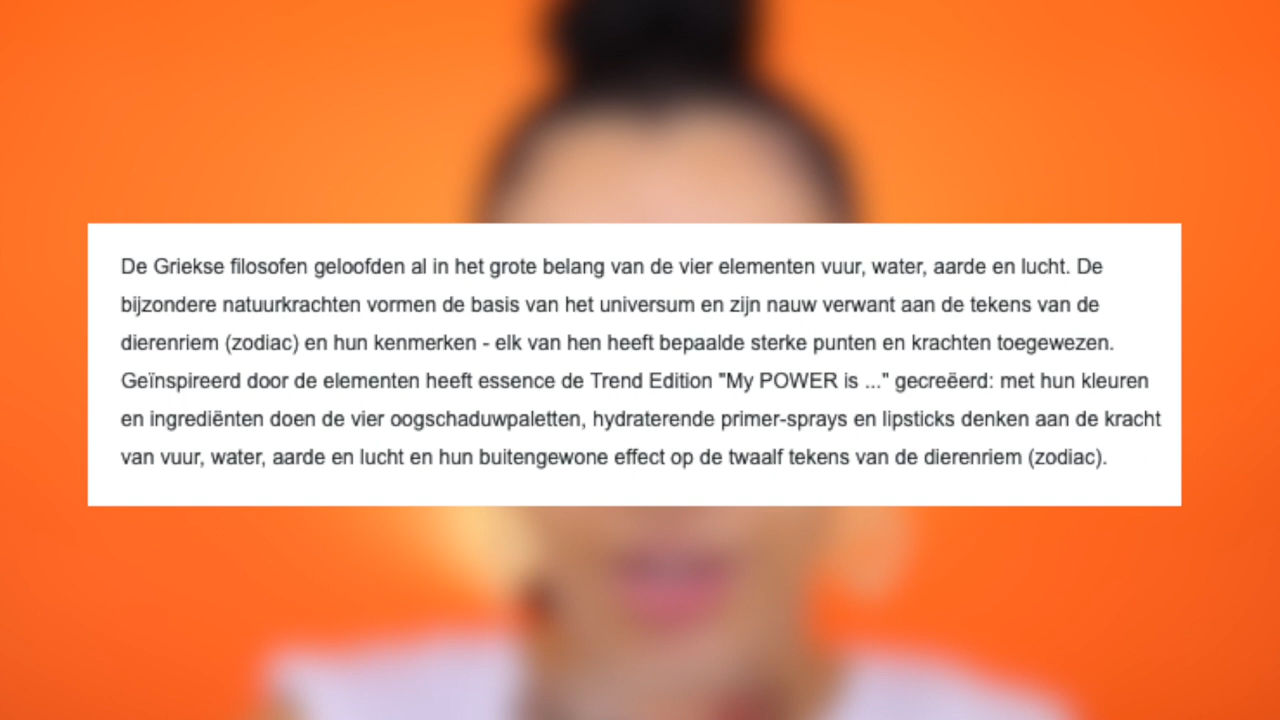 De Griekse filosofen geloofden al in het grote belang van de vier elementen vuur, water, aarde en lucht. De
bijzondere natuurkrachten vormen de basis van het universum en zijn nauw verwant aan de tekens van de
dierenriem (zodiac) en hun kenmerken - elk van hen heeft bepaalde sterke punten en krachten toegewezen.
Geïnspireerd door de elementen heeft essence de Trend Edition "My POWER is ..." gecreëerd: met hun kleuren
en ingrediënten doen de vier oogschaduwpaletten, hydraterende primer-sprays en lipsticks denken aan de kracht
van vuur, water, aarde en lucht en hun buitengewone effect op de twaalf tekens van de dierenriem (zodiac).